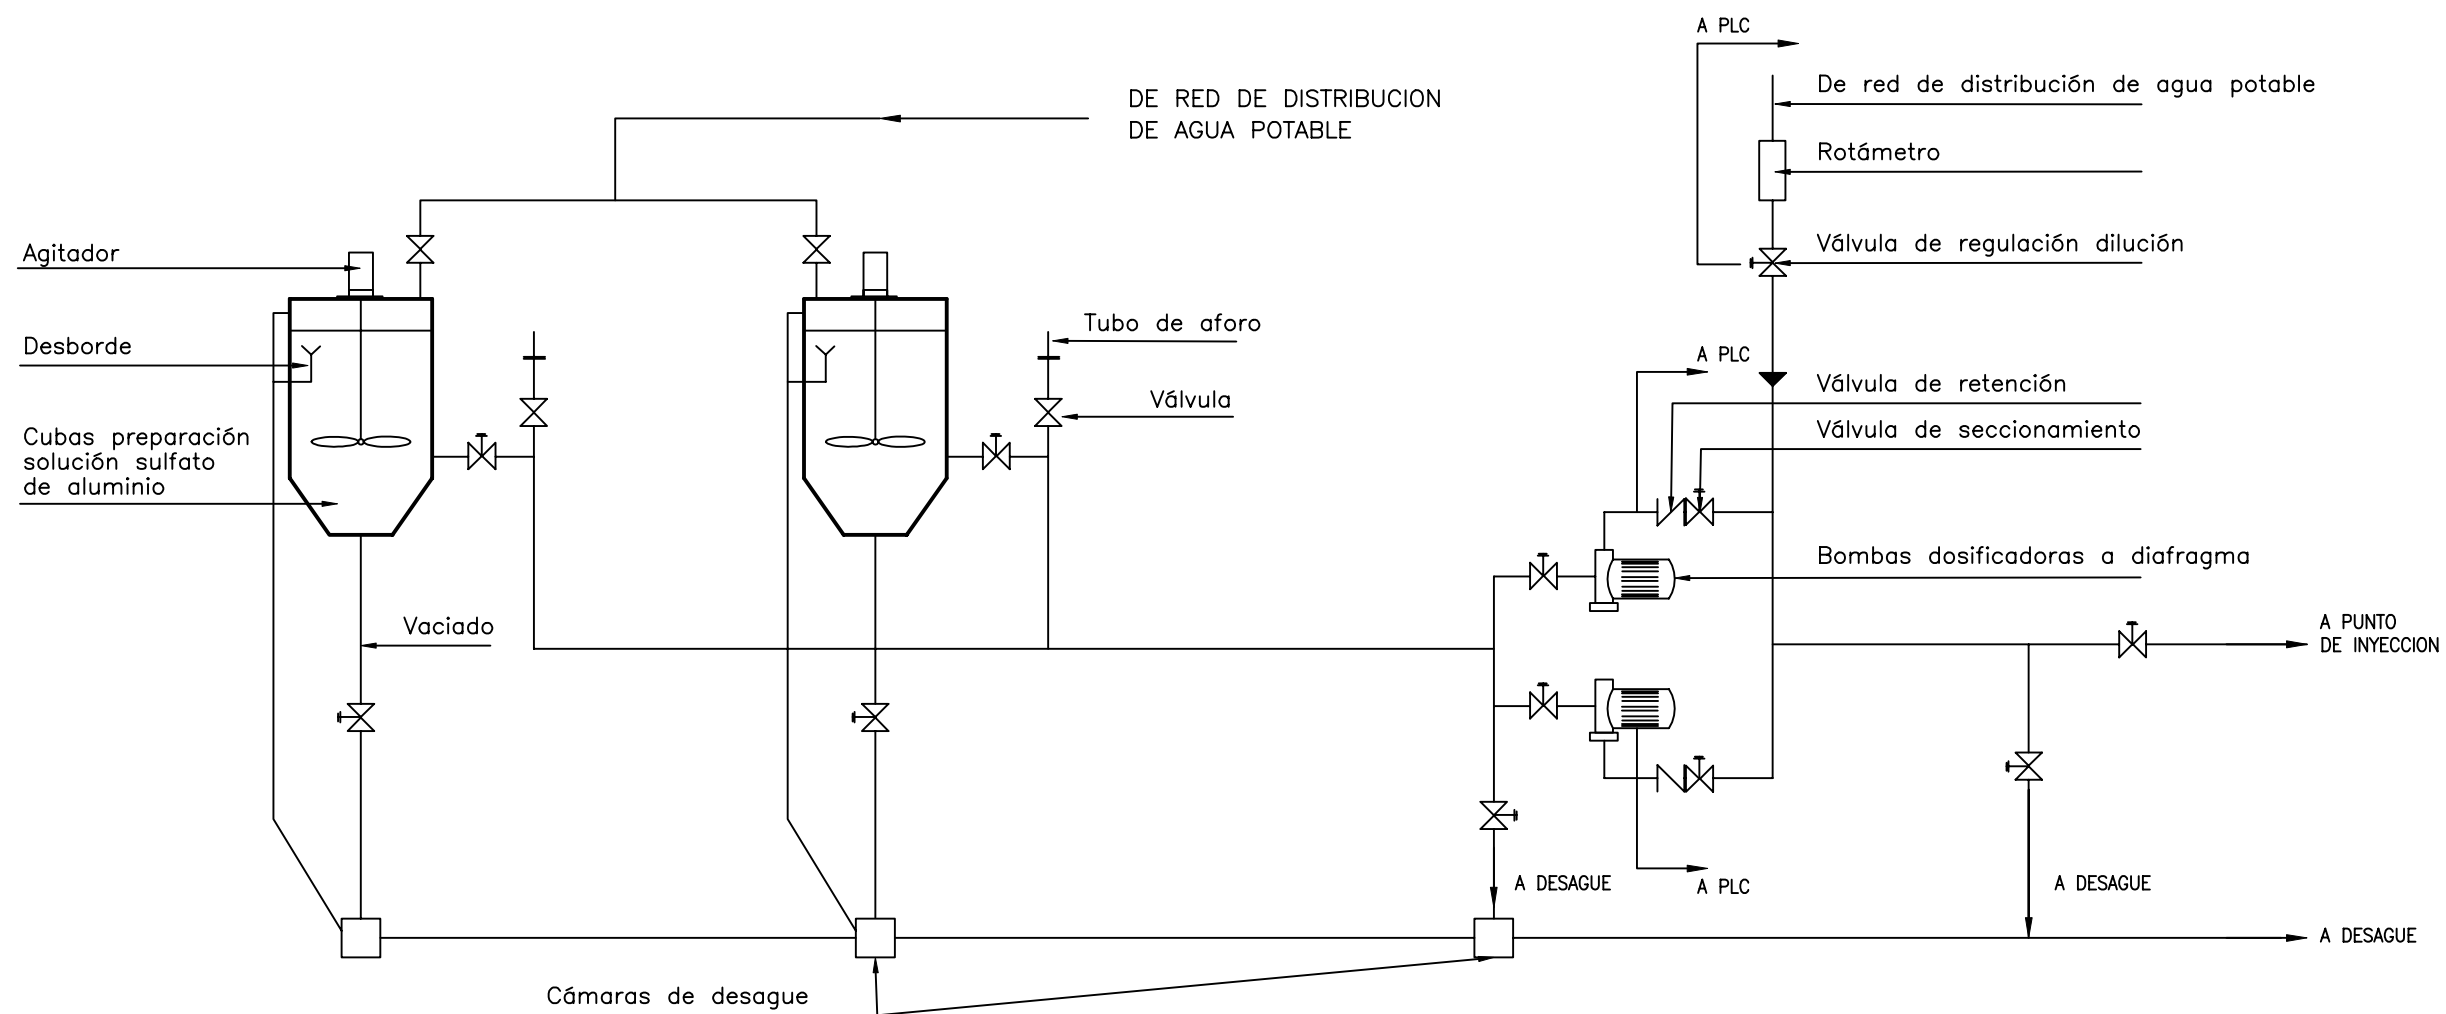 A PLC
De red de distribución de agua potable
DE RED DE DISTRIBUCION
DE AGUA POTABLE
Rotámetro
Válvula de regulación dilución
Agitador
Tubo de aforo
Desborde
A PLC
Válvula de retención
Válvula
Válvula de seccionamiento
Cubas preparación
solución sulfato
de aluminio
Bombas dosificadoras a diafragma
Vaciado
A PUNTO
DE INYECCION
A DESAGUE
A PLC
A DESAGUE
A DESAGUE
Cámaras de desague